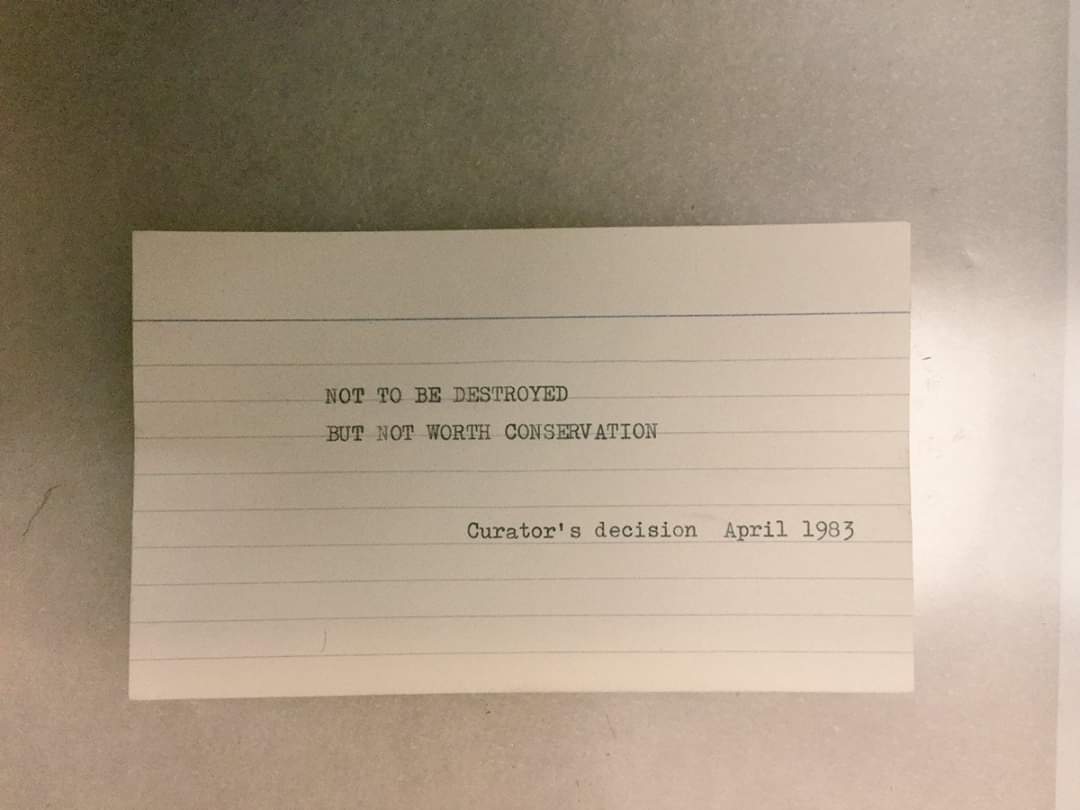 NOT TO BE DESTROYED
BUT NOT WORTH CONSERVATION
Curator's decision April 1983